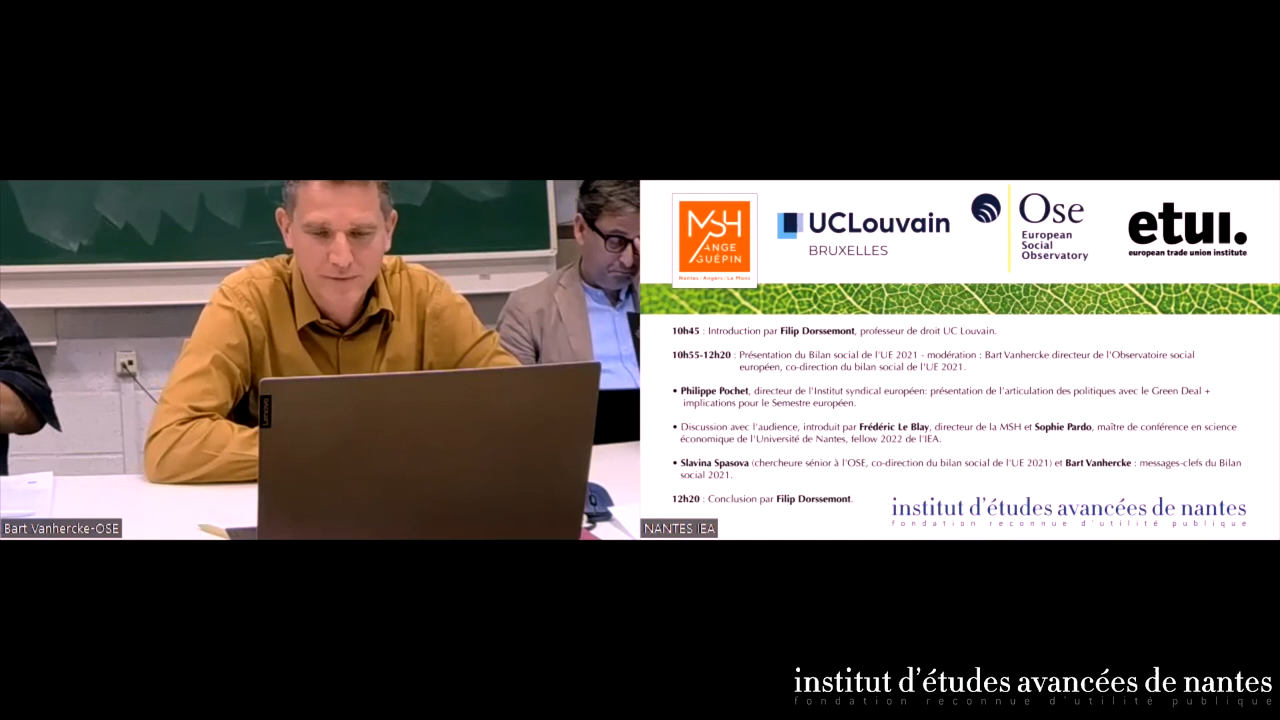 MSH
ANGE
GUÉPIN
Nantes • Angers • Le Mans
UCLouvain
BRUXELLES
Ose
European
Social
Observatory
etui.
european trade union institute
10h45 : Introduction par Filip Dorssemont, professeur de droit UC Louvain.
10h55-12h20 : Présentation du Bilan social de l'UE 2021 - modération : Bart Vanhercke directeur de l'Observatoire social
européen, co-direction du bilan social de l'UE 2021.
• Philippe Pochet, directeur de l'Institut syndical européen: présentation de l'articulation des politiques avec le Green Deal +
implications pour le Semestre européen.
• Discussion avec l'audience, introduit par Frédéric Le Blay, directeur de la MSH et Sophie Pardo, maître de conférence en science
économique de l'Université de Nantes, fellow 2022 de l'IEA.
• Slavina Spasova (chercheure sénior à l'OSE, co-direction du bilan social de l'UE 2021) et Bart Vanhercke : messages-clefs du Bilan
social 2021.
12h20 : Conclusion par Filip Dorssemont.
institut d'études avancées de nantes
fondation reconnue d'utilité publique
Lenovo
Bart Vanhercke-OSE
NANTES IEA
institut d'études avancées de nantes
fondation reconnue d'utilité publique